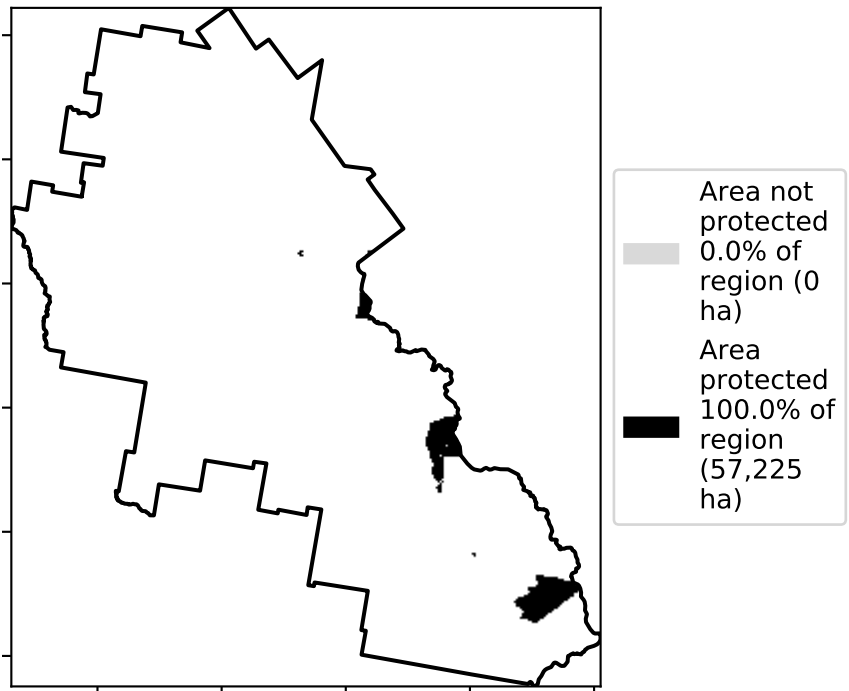 Area not
protected
0.0% of
region (0
ha)
Area
protected
100.0% of
region
(57,225
ha)